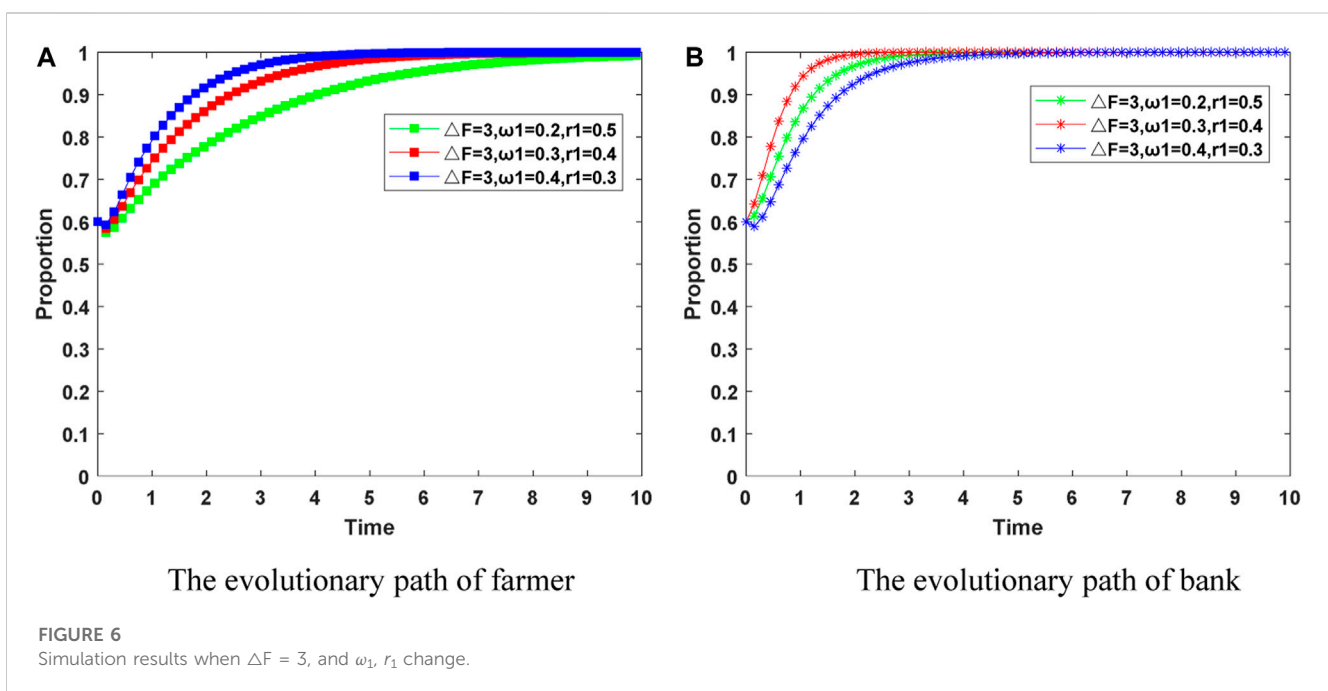 A
1
0.9
0.8
0.7
0.6
0.5
0.4
0.3
0.2
0.1
0
Proportion
0 1 2 3 4 5 6 7 8 9 10
Time
△F=3,ω1=0.2,r1=0.5
△F=3,ω1=0.3,r1=0.4
△F=3,ω1=0.4,r1=0.3
The evolutionary path of farmer
B
1
0.9
0.8
0.7
0.6
0.5
0.4
0.3
0.2
0.1
0
Proportion
0 1 2 3 4 5 6 7 8 9 10
Time
△F=3,ω1=0.2,r1=0.5
△F=3,ω1=0.3,r1=0.4
△F=3,ω1=0.4,r1=0.3
The evolutionary path of bank
FIGURE 6
Simulation results when △F = 3, and ω₁, r₁ change.